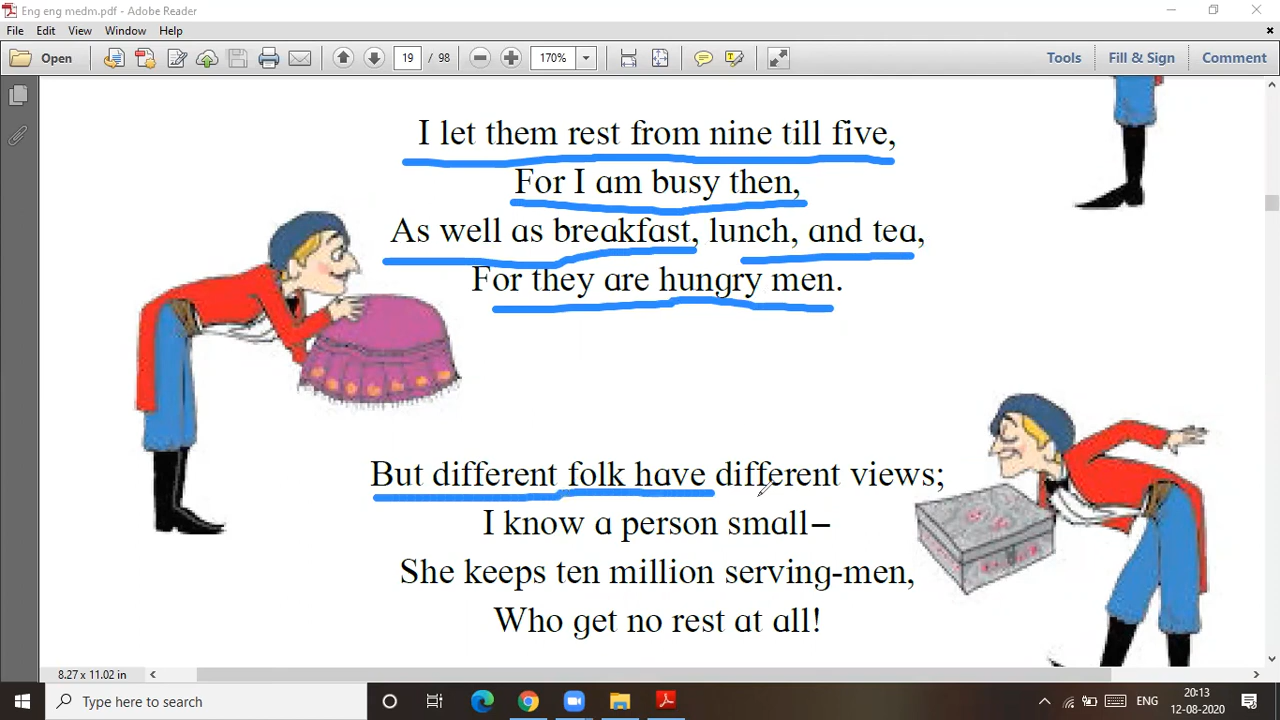 Eng eng medm.pdf - Adobe Reader
File Edit View Window Help
Open 19 / 98 170% Tools Fill & Sign Comment
I let them rest from nine till five,
For I am busy then,
As well as breakfast, lunch, and tea,
For they are hungry men.
But different folk have different views;
I know a person small–
She keeps ten million serving-men,
Who get no rest at all!
8.27 x 11.02 in
Type here to search
ENG
20:13
12-08-2020